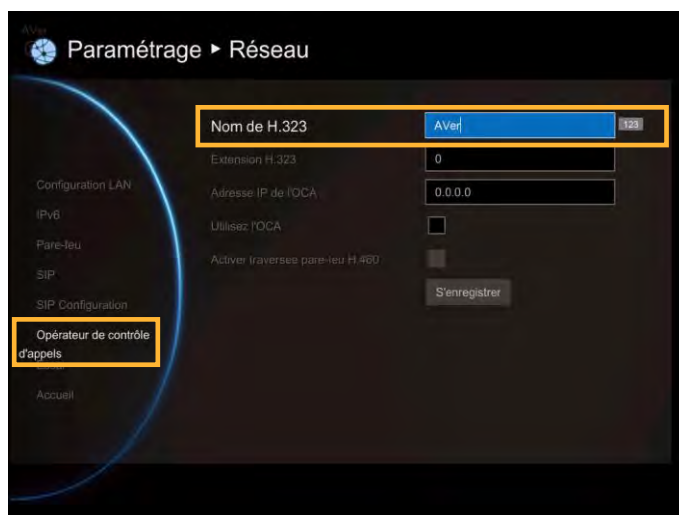 AVer
Paramétrage ► Réseau
Nom de H.323
AVer
123
Extension H.323
0
Configuration LAN
Adresse IP de l'OCA
0.0.0.0
IPv6
Utilisez l'OCA
Pare-feu
Activer traversée pare-feu H.460
SIP
S'enregistrer
SIP Configuration
Opérateur de contrôle
d'appels
Accueil